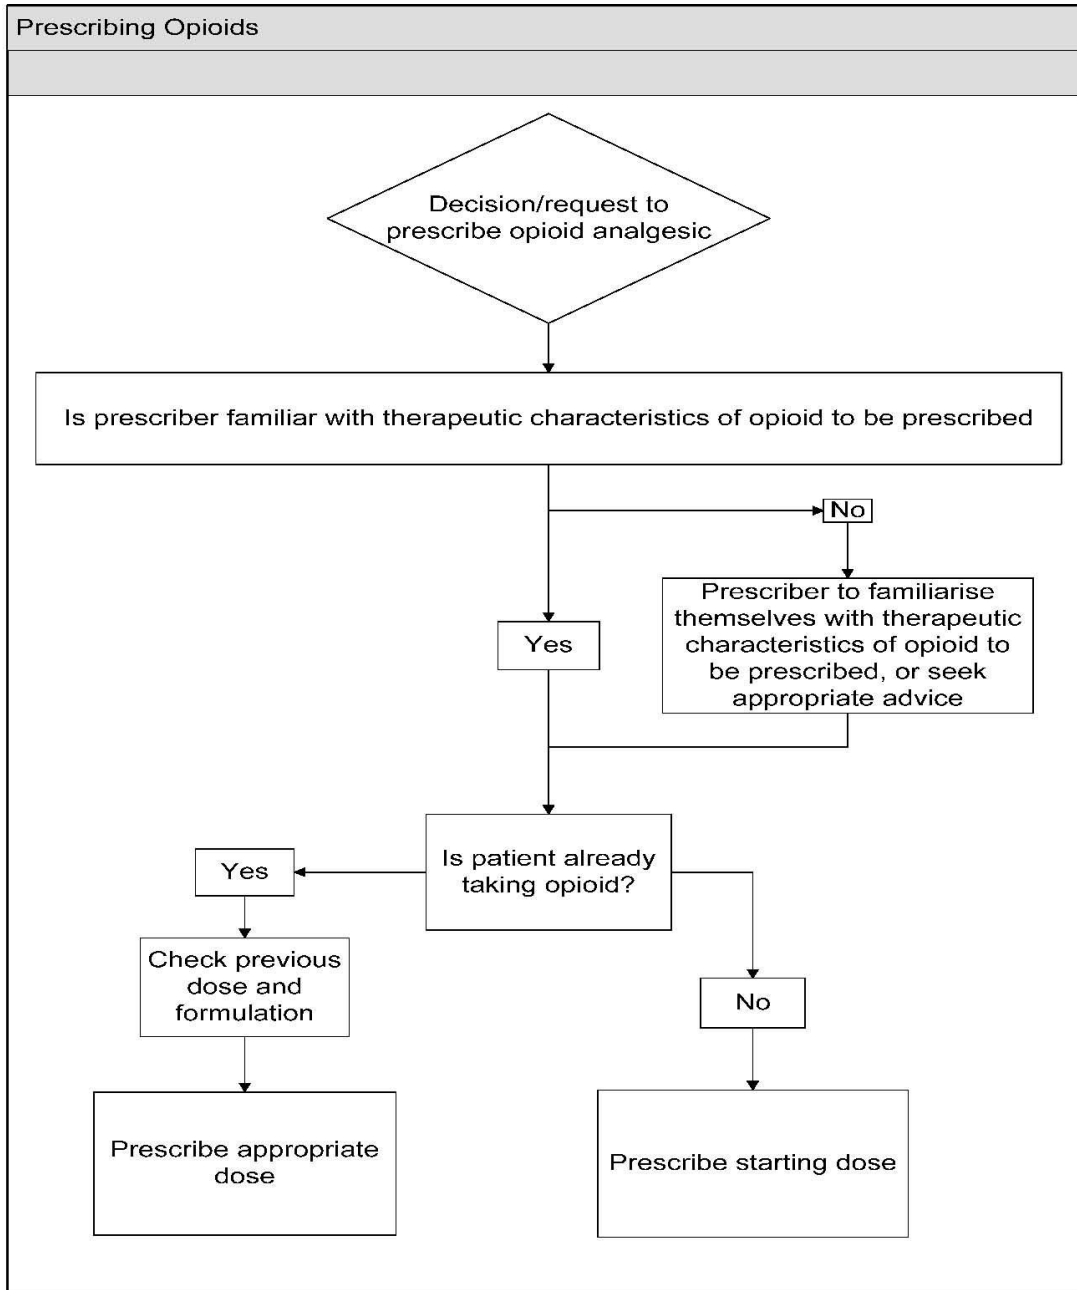 Prescribing Opioids
Decision/request to
prescribe opioid analgesic
Is prescriber familiar with therapeutic characteristics of opioid to be prescribed
No
Prescriber to familiarise
themselves with therapeutic
characteristics of opioid to
be prescribed, or seek
appropriate advice
Yes
Is patient already
taking opioid?
Yes
Check previous
dose and
formulation
No
Prescribe appropriate
dose
Prescribe starting dose